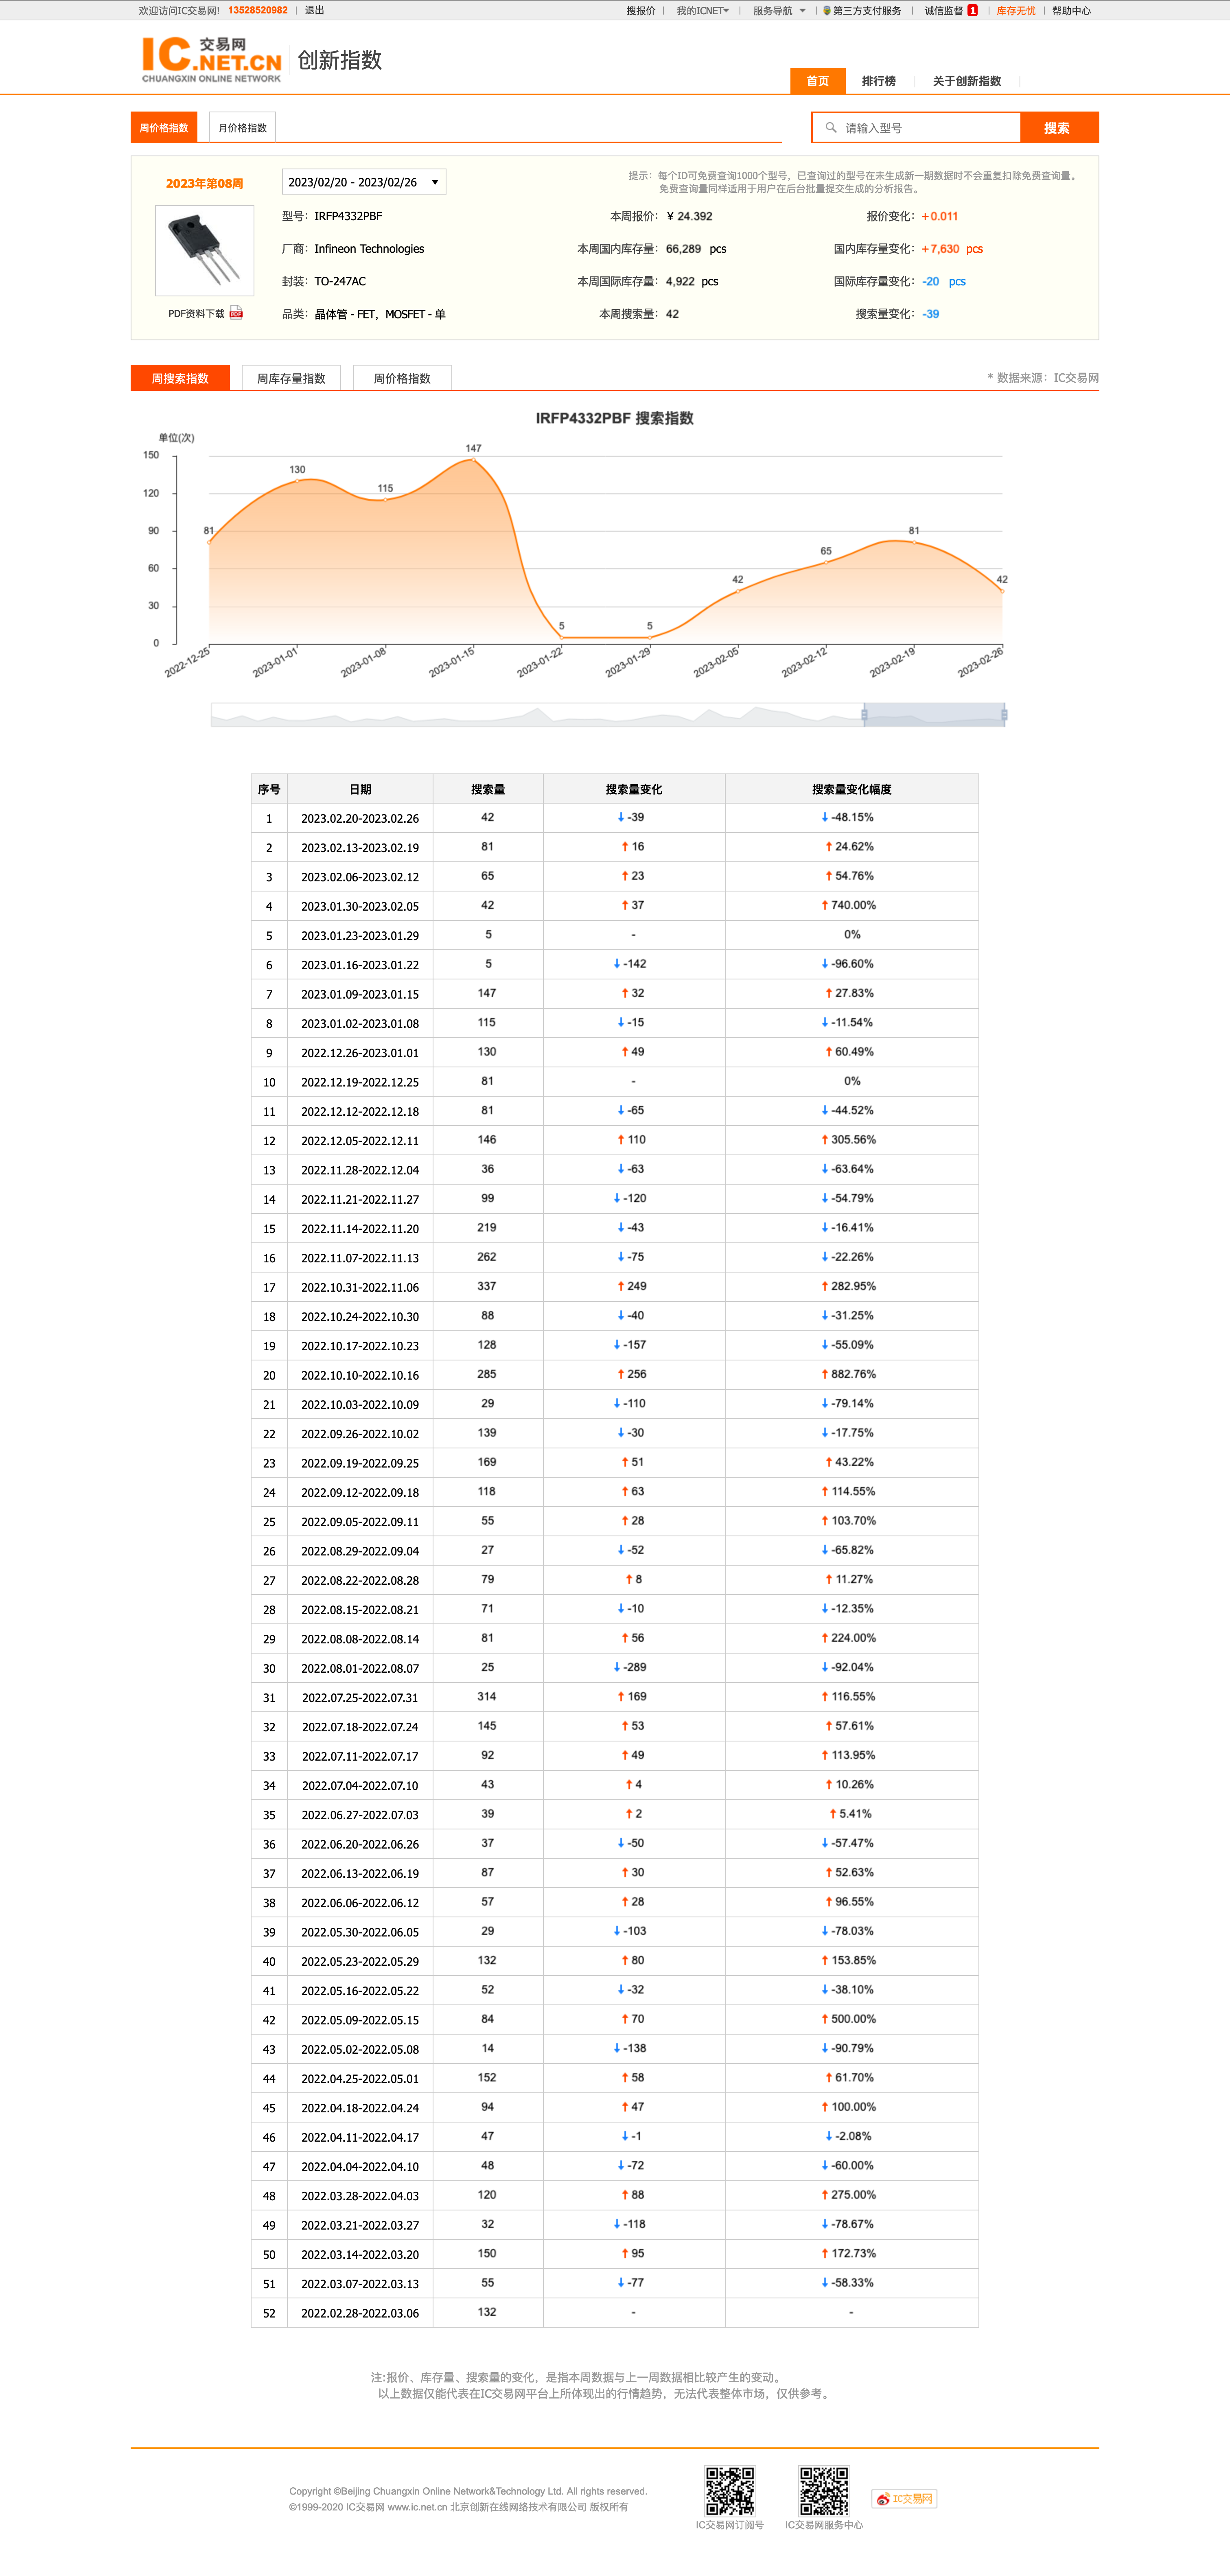 欢迎访问IC交易网! 13528520982 | 退出 搜报价 | 我的ICNET | 服务导航 | 第三方支付服务 | 诚信监督 1 | 库存无忧 | 帮助中心
IC 交易网 .NET.CN CHUANGXIN ONLINE NETWORK 创新指数
首页 排行榜 关于创新指数
周价格指数 月价格指数 请输入型号 搜索
2023年第08周 2023/02/20 - 2023/02/26
提示：每个ID可免费查询1000个型号，已查询过的型号在未生成新一期数据时不会重复扣除免费查询量。
免费查询量同样适用于用户在后台批量提交生成的分析报告。
型号：IRFP4332PBF 本周报价：¥ 24.392 报价变化：+0.011
厂商：Infineon Technologies 本周国内库存量：66,289 pcs 国内库存量变化：+7,630 pcs
封装：TO-247AC 本周国际库存量：4,922 pcs 国际库存量变化：-20 pcs
PDF资料下载 PDF 品类：晶体管 - FET，MOSFET - 单 本周搜索量：42 搜索量变化：-39
周搜索指数 周库存量指数 周价格指数 * 数据来源：IC交易网
IRFP4332PBF 搜索指数
单位(次)
150
120
90
60
30
0
81 130 115 147 5 5 42 65 81 42
2022-12-25 2023-01-01 2023-01-08 2023-01-15 2023-01-22 2023-01-29 2023-02-05 2023-02-12 2023-02-19 2023-02-26
序号 日期 搜索量 搜索量变化 搜索量变化幅度
1 2023.02.20-2023.02.26 42 ↓ -39 ↓ -48.15%
2 2023.02.13-2023.02.19 81 ↑ 16 ↑ 24.62%
3 2023.02.06-2023.02.12 65 ↑ 23 ↑ 54.76%
4 2023.01.30-2023.02.05 42 ↑ 37 ↑ 740.00%
5 2023.01.23-2023.01.29 5 - 0%
6 2023.01.16-2023.01.22 5 ↓ -142 ↓ -96.60%
7 2023.01.09-2023.01.15 147 ↑ 32 ↑ 27.83%
8 2023.01.02-2023.01.08 115 ↓ -15 ↓ -11.54%
9 2022.12.26-2023.01.01 130 ↑ 49 ↑ 60.49%
10 2022.12.19-2022.12.25 81 - 0%
11 2022.12.12-2022.12.18 81 ↓ -65 ↓ -44.52%
12 2022.12.05-2022.12.11 146 ↑ 110 ↑ 305.56%
13 2022.11.28-2022.12.04 36 ↓ -63 ↓ -63.64%
14 2022.11.21-2022.11.27 99 ↓ -120 ↓ -54.79%
15 2022.11.14-2022.11.20 219 ↓ -43 ↓ -16.41%
16 2022.11.07-2022.11.13 262 ↓ -75 ↓ -22.26%
17 2022.10.31-2022.11.06 337 ↑ 249 ↑ 282.95%
18 2022.10.24-2022.10.30 88 ↓ -40 ↓ -31.25%
19 2022.10.17-2022.10.23 128 ↓ -157 ↓ -55.09%
20 2022.10.10-2022.10.16 285 ↑ 256 ↑ 882.76%
21 2022.10.03-2022.10.09 29 ↓ -110 ↓ -79.14%
22 2022.09.26-2022.10.02 139 ↓ -30 ↓ -17.75%
23 2022.09.19-2022.09.25 169 ↑ 51 ↑ 43.22%
24 2022.09.12-2022.09.18 118 ↑ 63 ↑ 114.55%
25 2022.09.05-2022.09.11 55 ↑ 28 ↑ 103.70%
26 2022.08.29-2022.09.04 27 ↓ -52 ↓ -65.82%
27 2022.08.22-2022.08.28 79 ↑ 8 ↑ 11.27%
28 2022.08.15-2022.08.21 71 ↓ -10 ↓ -12.35%
29 2022.08.08-2022.08.14 81 ↑ 56 ↑ 224.00%
30 2022.08.01-2022.08.07 25 ↓ -289 ↓ -92.04%
31 2022.07.25-2022.07.31 314 ↑ 169 ↑ 116.55%
32 2022.07.18-2022.07.24 145 ↑ 53 ↑ 57.61%
33 2022.07.11-2022.07.17 92 ↑ 49 ↑ 113.95%
34 2022.07.04-2022.07.10 43 ↑ 4 ↑ 10.26%
35 2022.06.27-2022.07.03 39 ↑ 2 ↑ 5.41%
36 2022.06.20-2022.06.26 37 ↓ -50 ↓ -57.47%
37 2022.06.13-2022.06.19 87 ↑ 30 ↑ 52.63%
38 2022.06.06-2022.06.12 57 ↑ 28 ↑ 96.55%
39 2022.05.30-2022.06.05 29 ↓ -103 ↓ -78.03%
40 2022.05.23-2022.05.29 132 ↑ 80 ↑ 153.85%
41 2022.05.16-2022.05.22 52 ↓ -32 ↓ -38.10%
42 2022.05.09-2022.05.15 84 ↑ 70 ↑ 500.00%
43 2022.05.02-2022.05.08 14 ↓ -138 ↓ -90.79%
44 2022.04.25-2022.05.01 152 ↑ 58 ↑ 61.70%
45 2022.04.18-2022.04.24 94 ↑ 47 ↑ 100.00%
46 2022.04.11-2022.04.17 47 ↓ -1 ↓ -2.08%
47 2022.04.04-2022.04.10 48 ↓ -72 ↓ -60.00%
48 2022.03.28-2022.04.03 120 ↑ 88 ↑ 275.00%
49 2022.03.21-2022.03.27 32 ↓ -118 ↓ -78.67%
50 2022.03.14-2022.03.20 150 ↑ 95 ↑ 172.73%
51 2022.03.07-2022.03.13 55 ↓ -77 ↓ -58.33%
52 2022.02.28-2022.03.06 132 - -
注:报价、库存量、搜索量的变化，是指本周数据与上一周数据相比较产生的变动。
以上数据仅能代表在IC交易网平台上所体现出的行情趋势，无法代表整体市场，仅供参考。
Copyright ©Beijing Chuangxin Online Network&Technology Ltd. All rights reserved.
©1999-2020 IC交易网 www.ic.net.cn 北京创新在线网络技术有限公司 版权所有
IC交易网订阅号 IC交易网服务中心 IC交易网